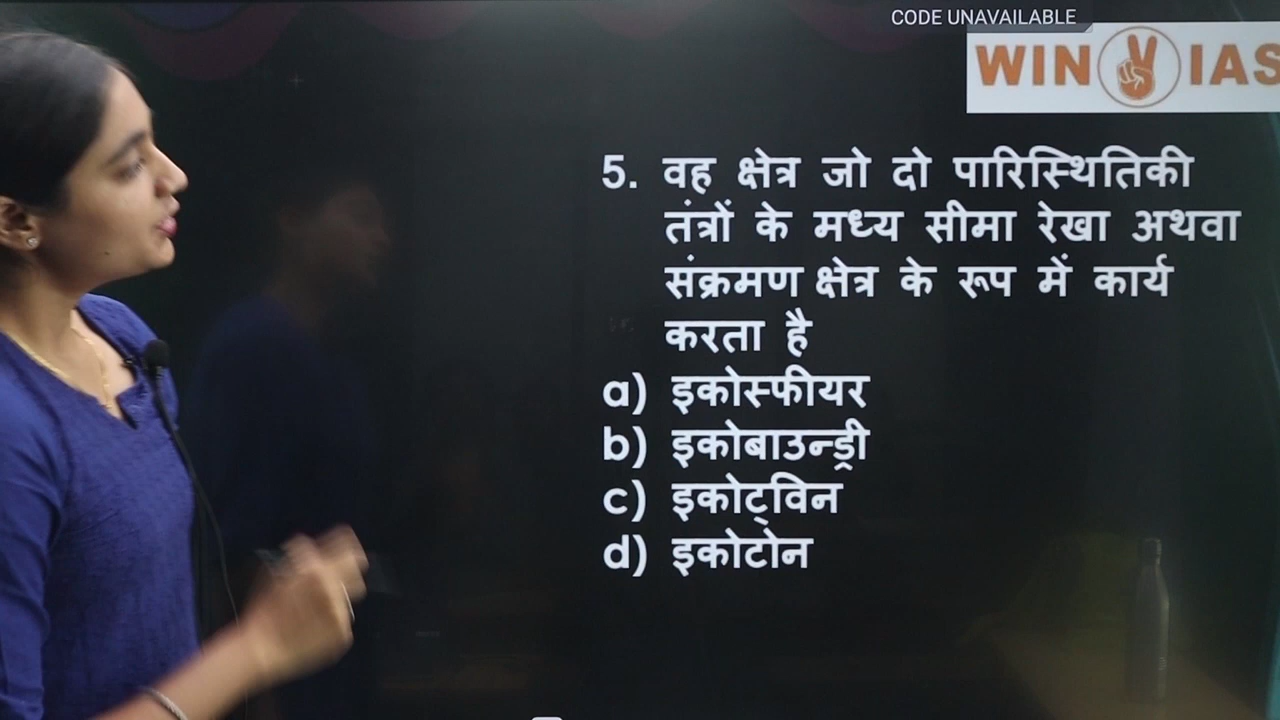 CODE UNAVAILABLE
WIN IAS
5. वह क्षेत्र जो दो पारिस्थितिकी
तंत्रों के मध्य सीमा रेखा अथवा
संक्रमण क्षेत्र के रूप में कार्य
करता है
a) इकोस्फीयर
b) इकोबाउन्ड्री
c) इकोट्विन
d) इकोटोन